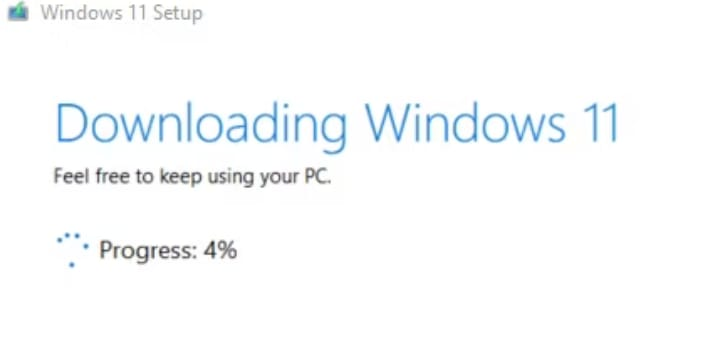 Windows 11 Setup
Downloading Windows 11
Feel free to keep using your PC.
Progress: 4%